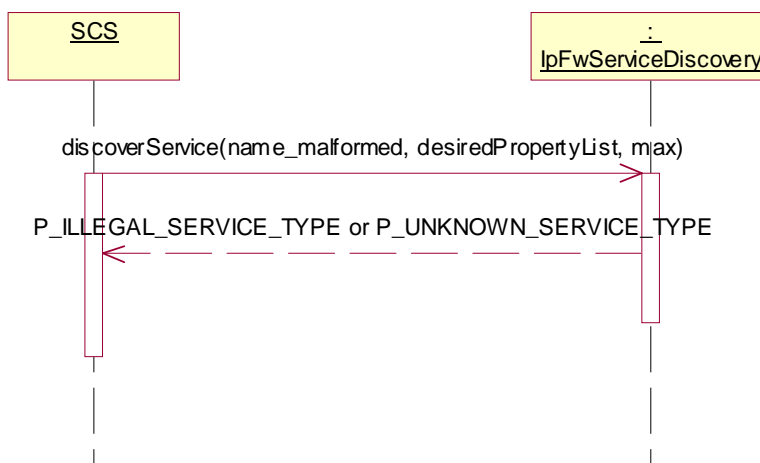 SCS
:
IpFwServiceDiscovery
discoverService(name_malformed, desiredPropertyList, max)
P_ILLEGAL_SERVICE_TYPE or P_UNKNOWN_SERVICE_TYPE